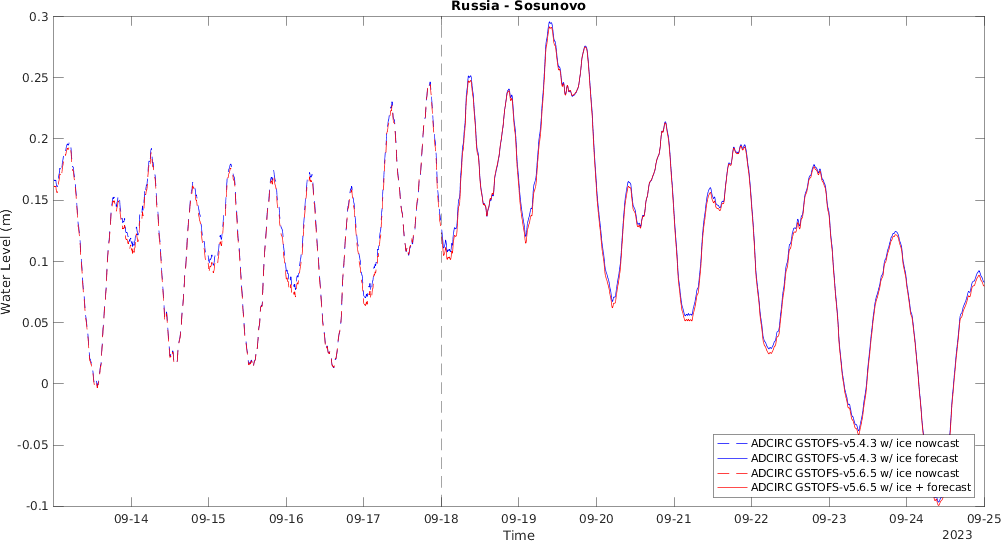 Russia - Sosunovo
0.3
0.25
0.2
0.15
0.1
0.05
0
-0.05
-0.1
Water Level (m)
ADCIRC GSTOFS-v5.4.3 w/ ice nowcast
ADCIRC GSTOFS-v5.4.3 w/ ice forecast
ADCIRC GSTOFS-v5.6.5 w/ ice nowcast
ADCIRC GSTOFS-v5.6.5 w/ ice + forecast
09-14 09-15 09-16 09-17 09-18 09-19 09-20 09-21 09-22 09-23 09-24 09-25
Time
2023